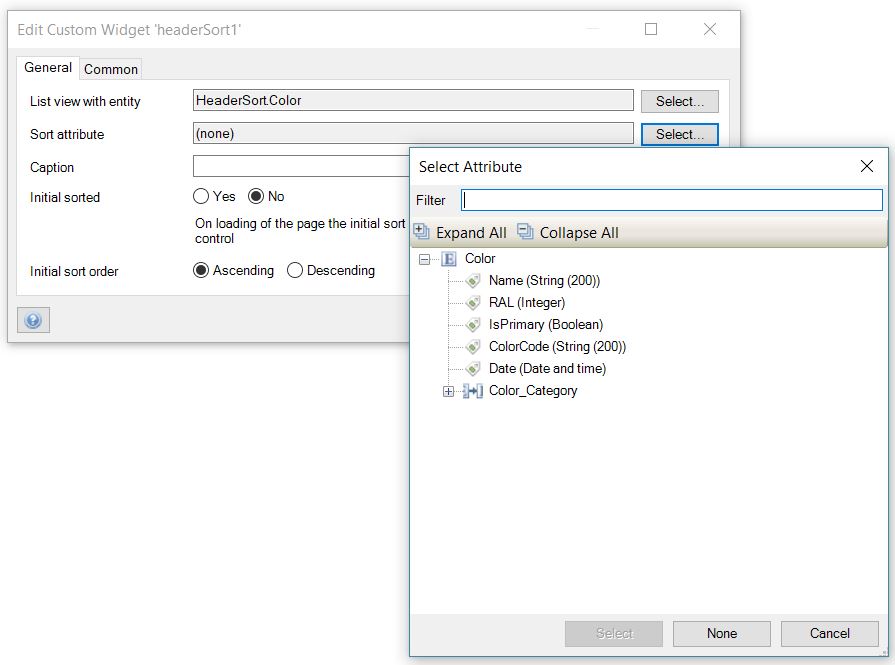 Edit Custom Widget 'headerSort1'
General Common
List view with entity HeaderSort.Color Select...
Sort attribute (none) Select...
Caption
Initial sorted Yes No
On loading of the page the initial sort
control
Initial sort order Ascending Descending
Select Attribute
Filter
Expand All Collapse All
E Color
Name (String (200))
RAL (Integer)
IsPrimary (Boolean)
ColorCode (String (200))
Date (Date and time)
Color_Category
Select None Cancel